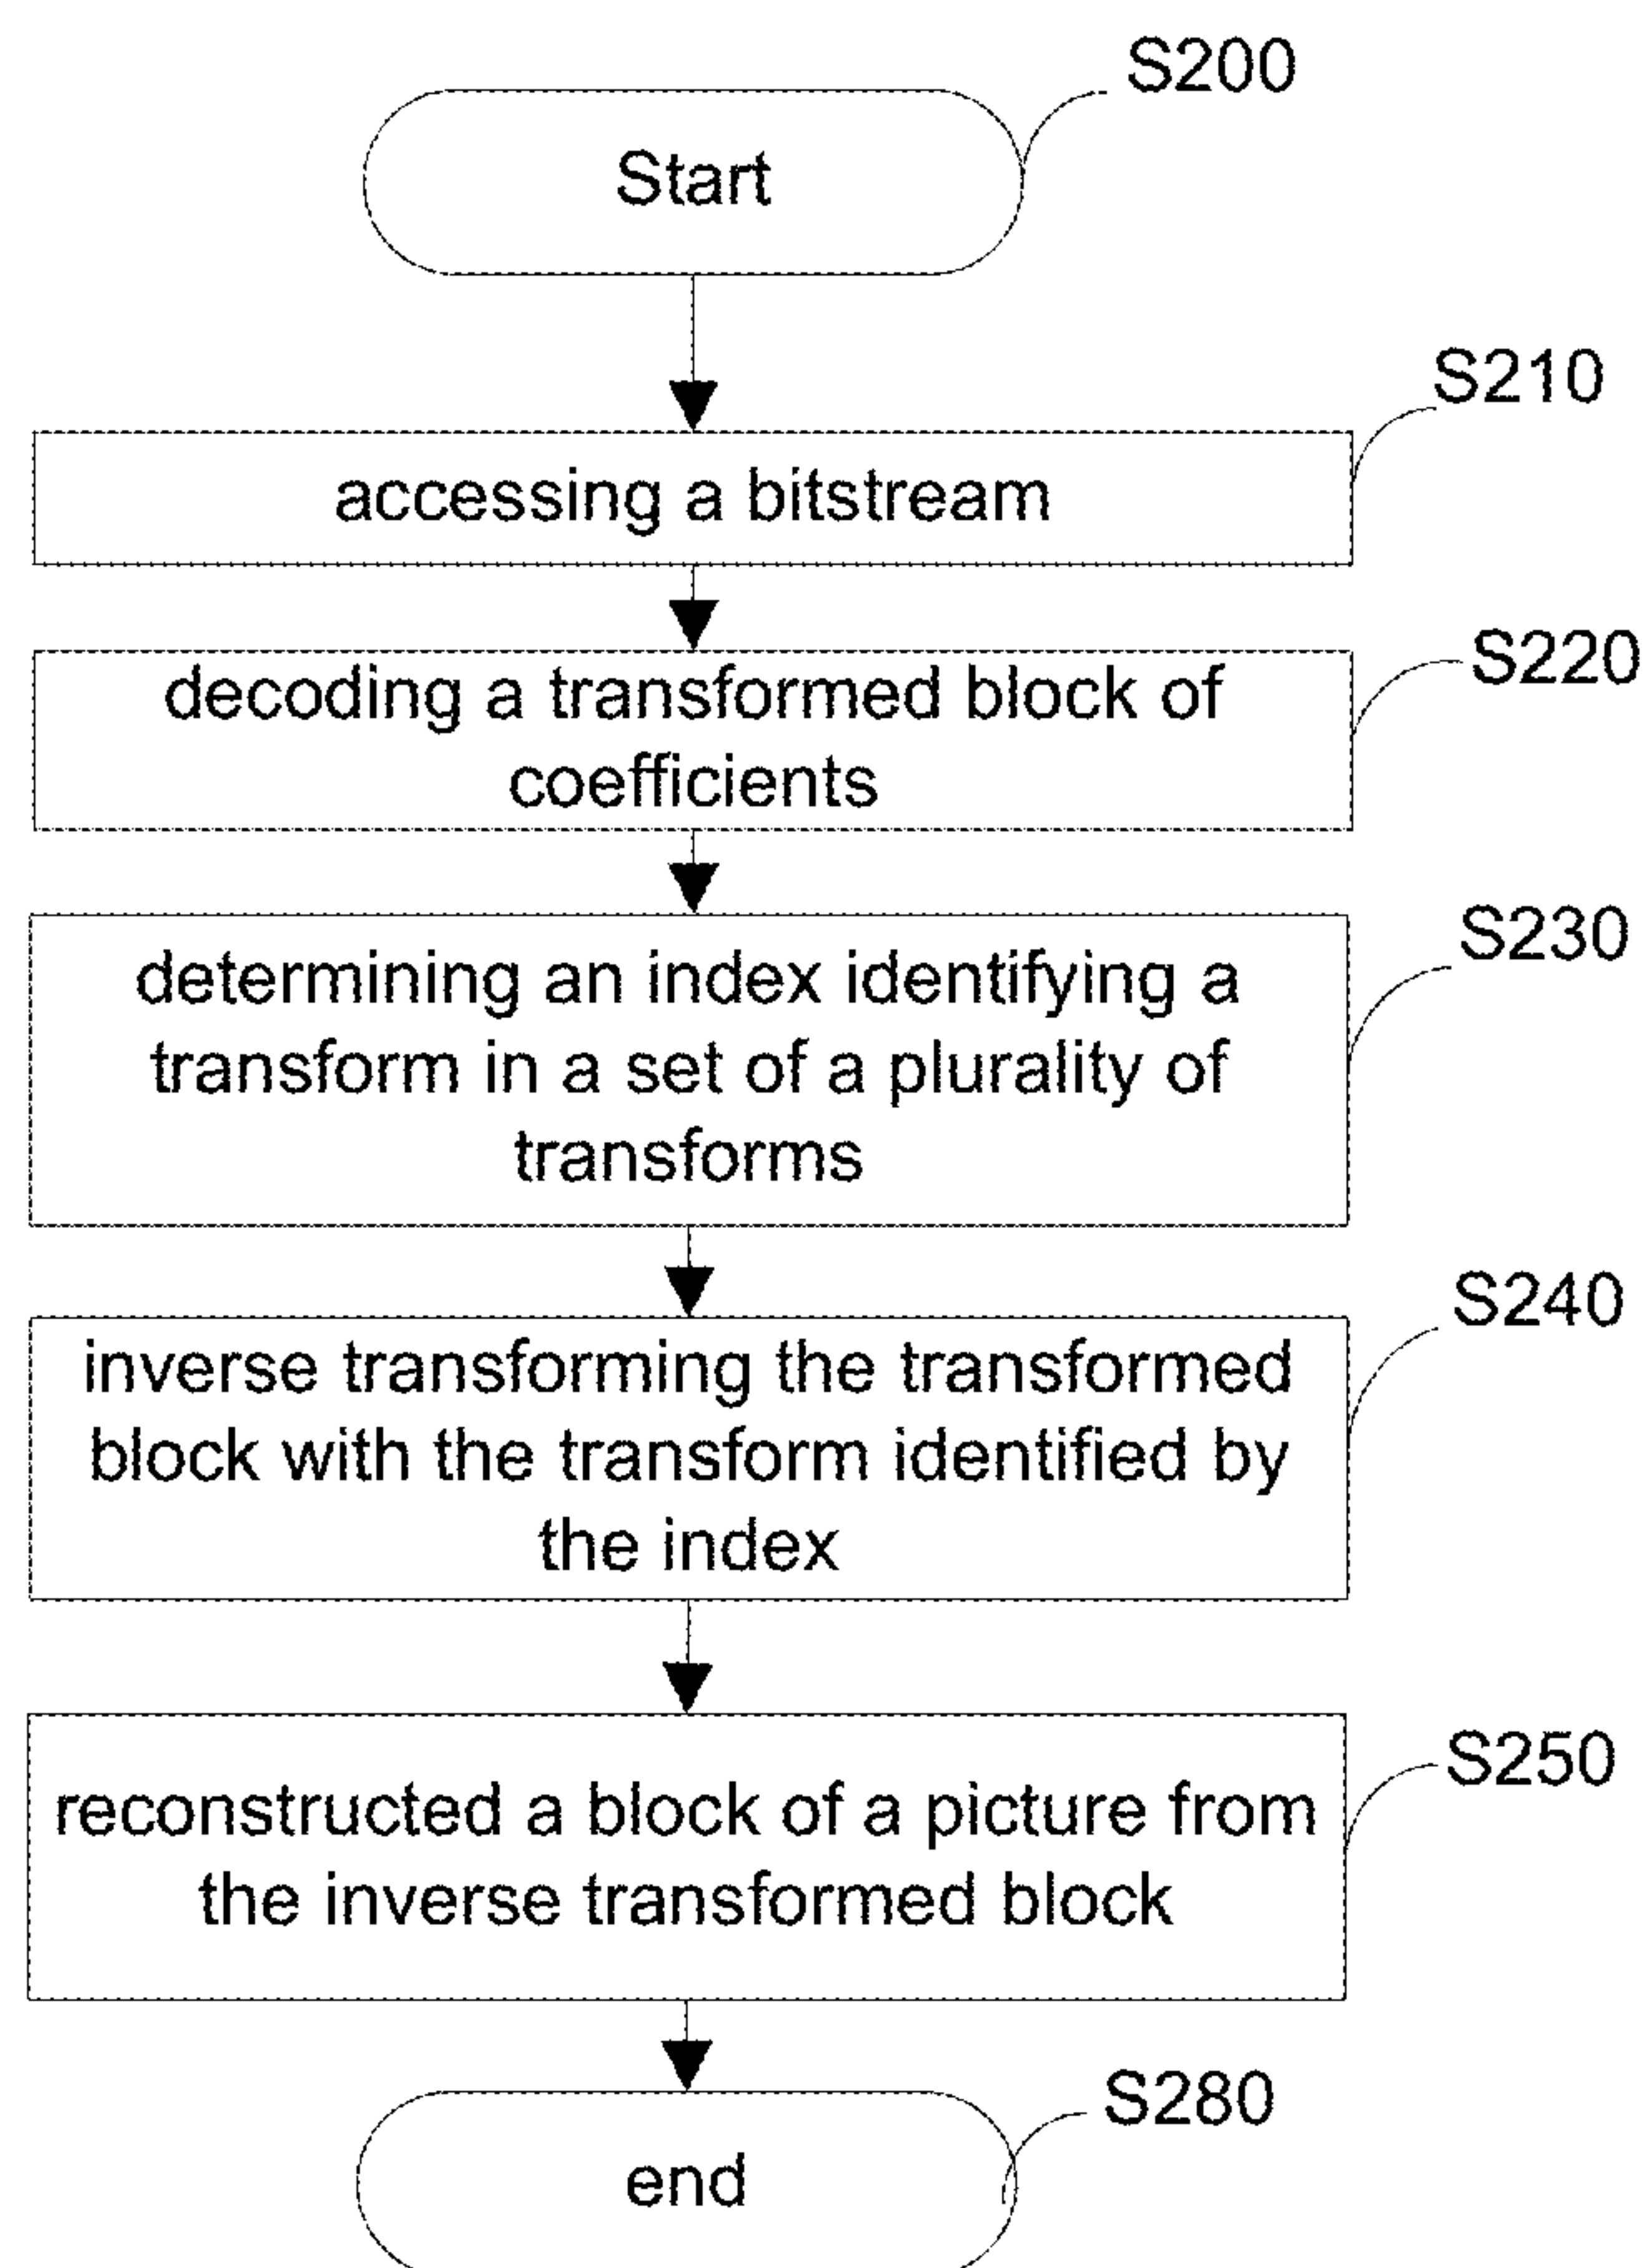 S200
Start
S210
accessing a bitstream
S220
decoding a transformed block of
coefficients
S230
determining an index identifying a
transform in a set of a plurality of
transforms
S240
inverse transforming the transformed
block with the transform identified by
the index
S250
reconstructed a block of a picture from
the inverse transformed block
S280
end